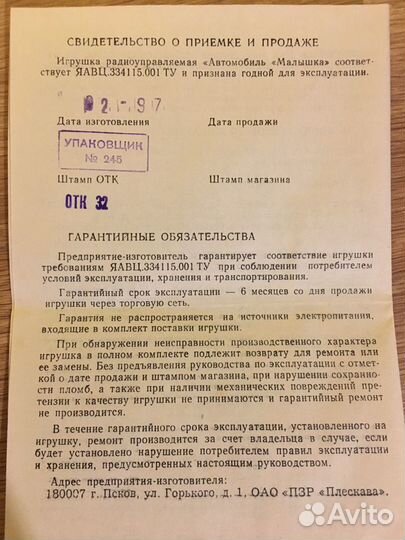 СВИДЕТЕЛЬСТВО О ПРИЕМКЕ И ПРОДАЖЕ
Игрушка радиоуправляемая «Автомобиль «Малышка» соответ-
ствует ЯАВЦ.334115.001 ТУ и признана годной для эксплуатации.
02-97
Дата изготовления Дата продажи
УПАКОВЩИК
№ 245
Штамп ОТК Штамп магазина
ОТК 32
ГАРАНТИЙНЫЕ ОБЯЗАТЕЛЬСТВА
Предприятие-изготовитель гарантирует соответствие игрушки
требованиям ЯАВЦ.334115.001 ТУ при соблюдении потребителем
условий эксплуатации, хранения и транспортирования.
Гарантийный срок эксплуатации — 6 месяцев со дня продажи
игрушки через торговую сеть.
Гарантия не распространяется на источники электропитания,
входящие в комплект поставки игрушки.
При обнаружении неисправности производственного характера
игрушка в полном комплекте подлежит возврату для ремонта или
ее замены. Без предъявления руководства по эксплуатации с отмет-
кой о дате продажи и штампом магазина, при нарушении сохранно-
сти пломб, а также при наличии механических повреждений пре-
тензии к качеству игрушки не принимаются и гарантийный ремонт
не производится.
В течение гарантийного срока эксплуатации, установленного на
игрушку, ремонт производится за счет владельца в случае, если
будет установлено нарушение потребителем правил эксплуатации
и хранения, предусмотренных настоящим руководством.
Адрес предприятия-изготовителя:
180007 г. Псков, ул. Горького, д. 1, ОАО «ПЗР «Плескава».
Avito